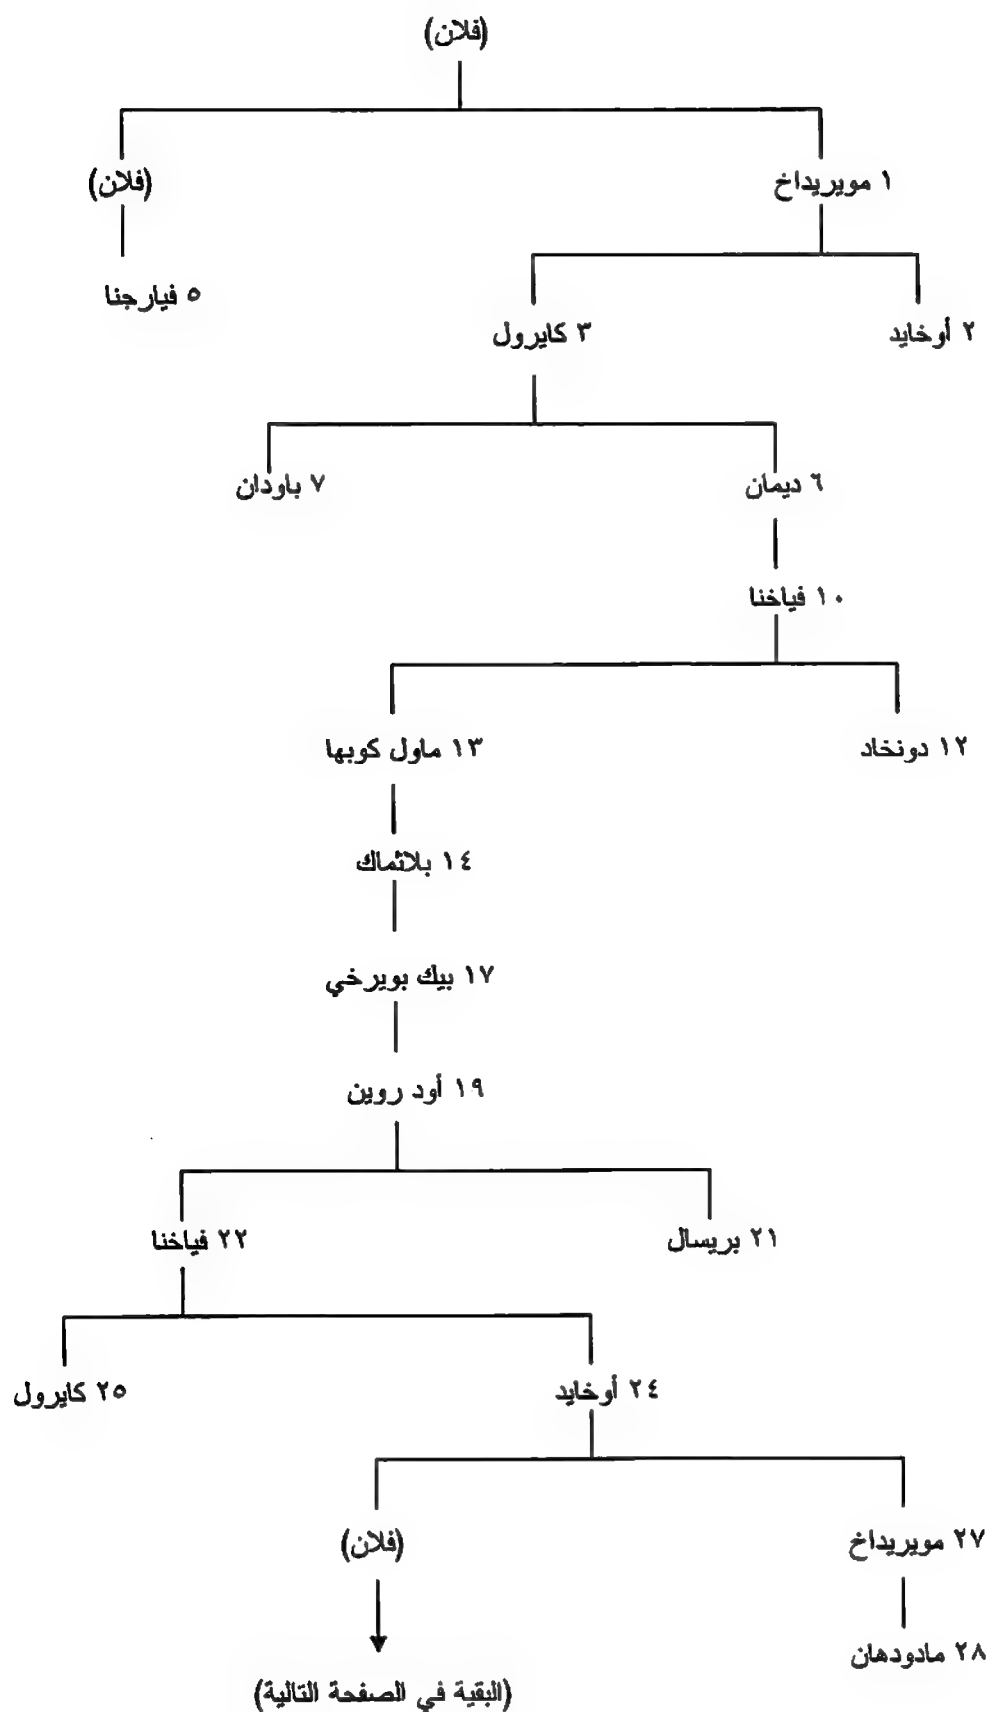 (فلان)
١ مويريداخ
(فلان)
٥ فيارجنا
٢ أوخايد
٣ كايرول
٦ ديمان
٧ باودان
١٠ فياخنا
١٢ دونخاد
١٣ ماول كوبها
١٤ بلاثماك
١٧ بيك بويرخي
١٩ أود روين
٢١ بريسال
٢٢ فياخنا
٢٤ أوخايد
٢٥ كايرول
٢٧ مويريداخ
(فلان)
٢٨ مادودهان
(البقية في الصفحة التالية)